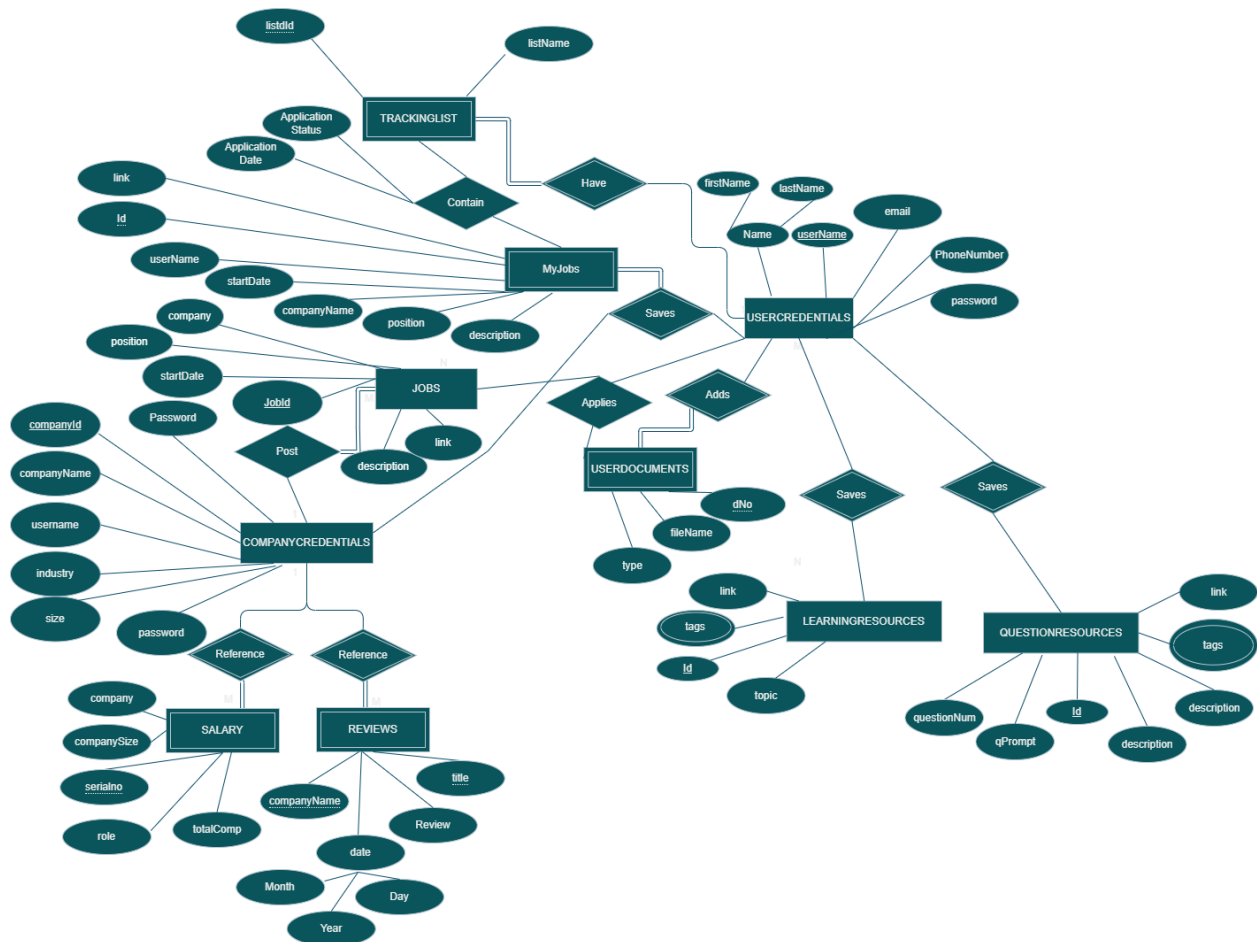 listdId
listName
TRACKINGLIST
Application
Status
Application
Date
link
Have
firstName
lastName
Contain
email
Id
Name
userName
userName
PhoneNumber
MyJobs
startDate
password
company
companyName
position
Saves
USERCREDENTIALS
description
position
M
N
startDate
JOBS
M
Adds
Password
JobId
Applies
companyId
link
Post
description
USERDOCUMENTS
companyName
Saves
Saves
dNo
1
username
fileName
COMPANYCREDENTIALS
type
N
industry
1
link
link
size
password
tags
LEARNINGRESOURCES
QUESTIONRESOURCES
tags
Reference
Reference
Id
company
M
M
topic
description
questionNum
Id
SALARY
REVIEWS
companySize
qPrompt
description
title
serialno
companyName
Review
role
totalComp
date
Month
Day
Year